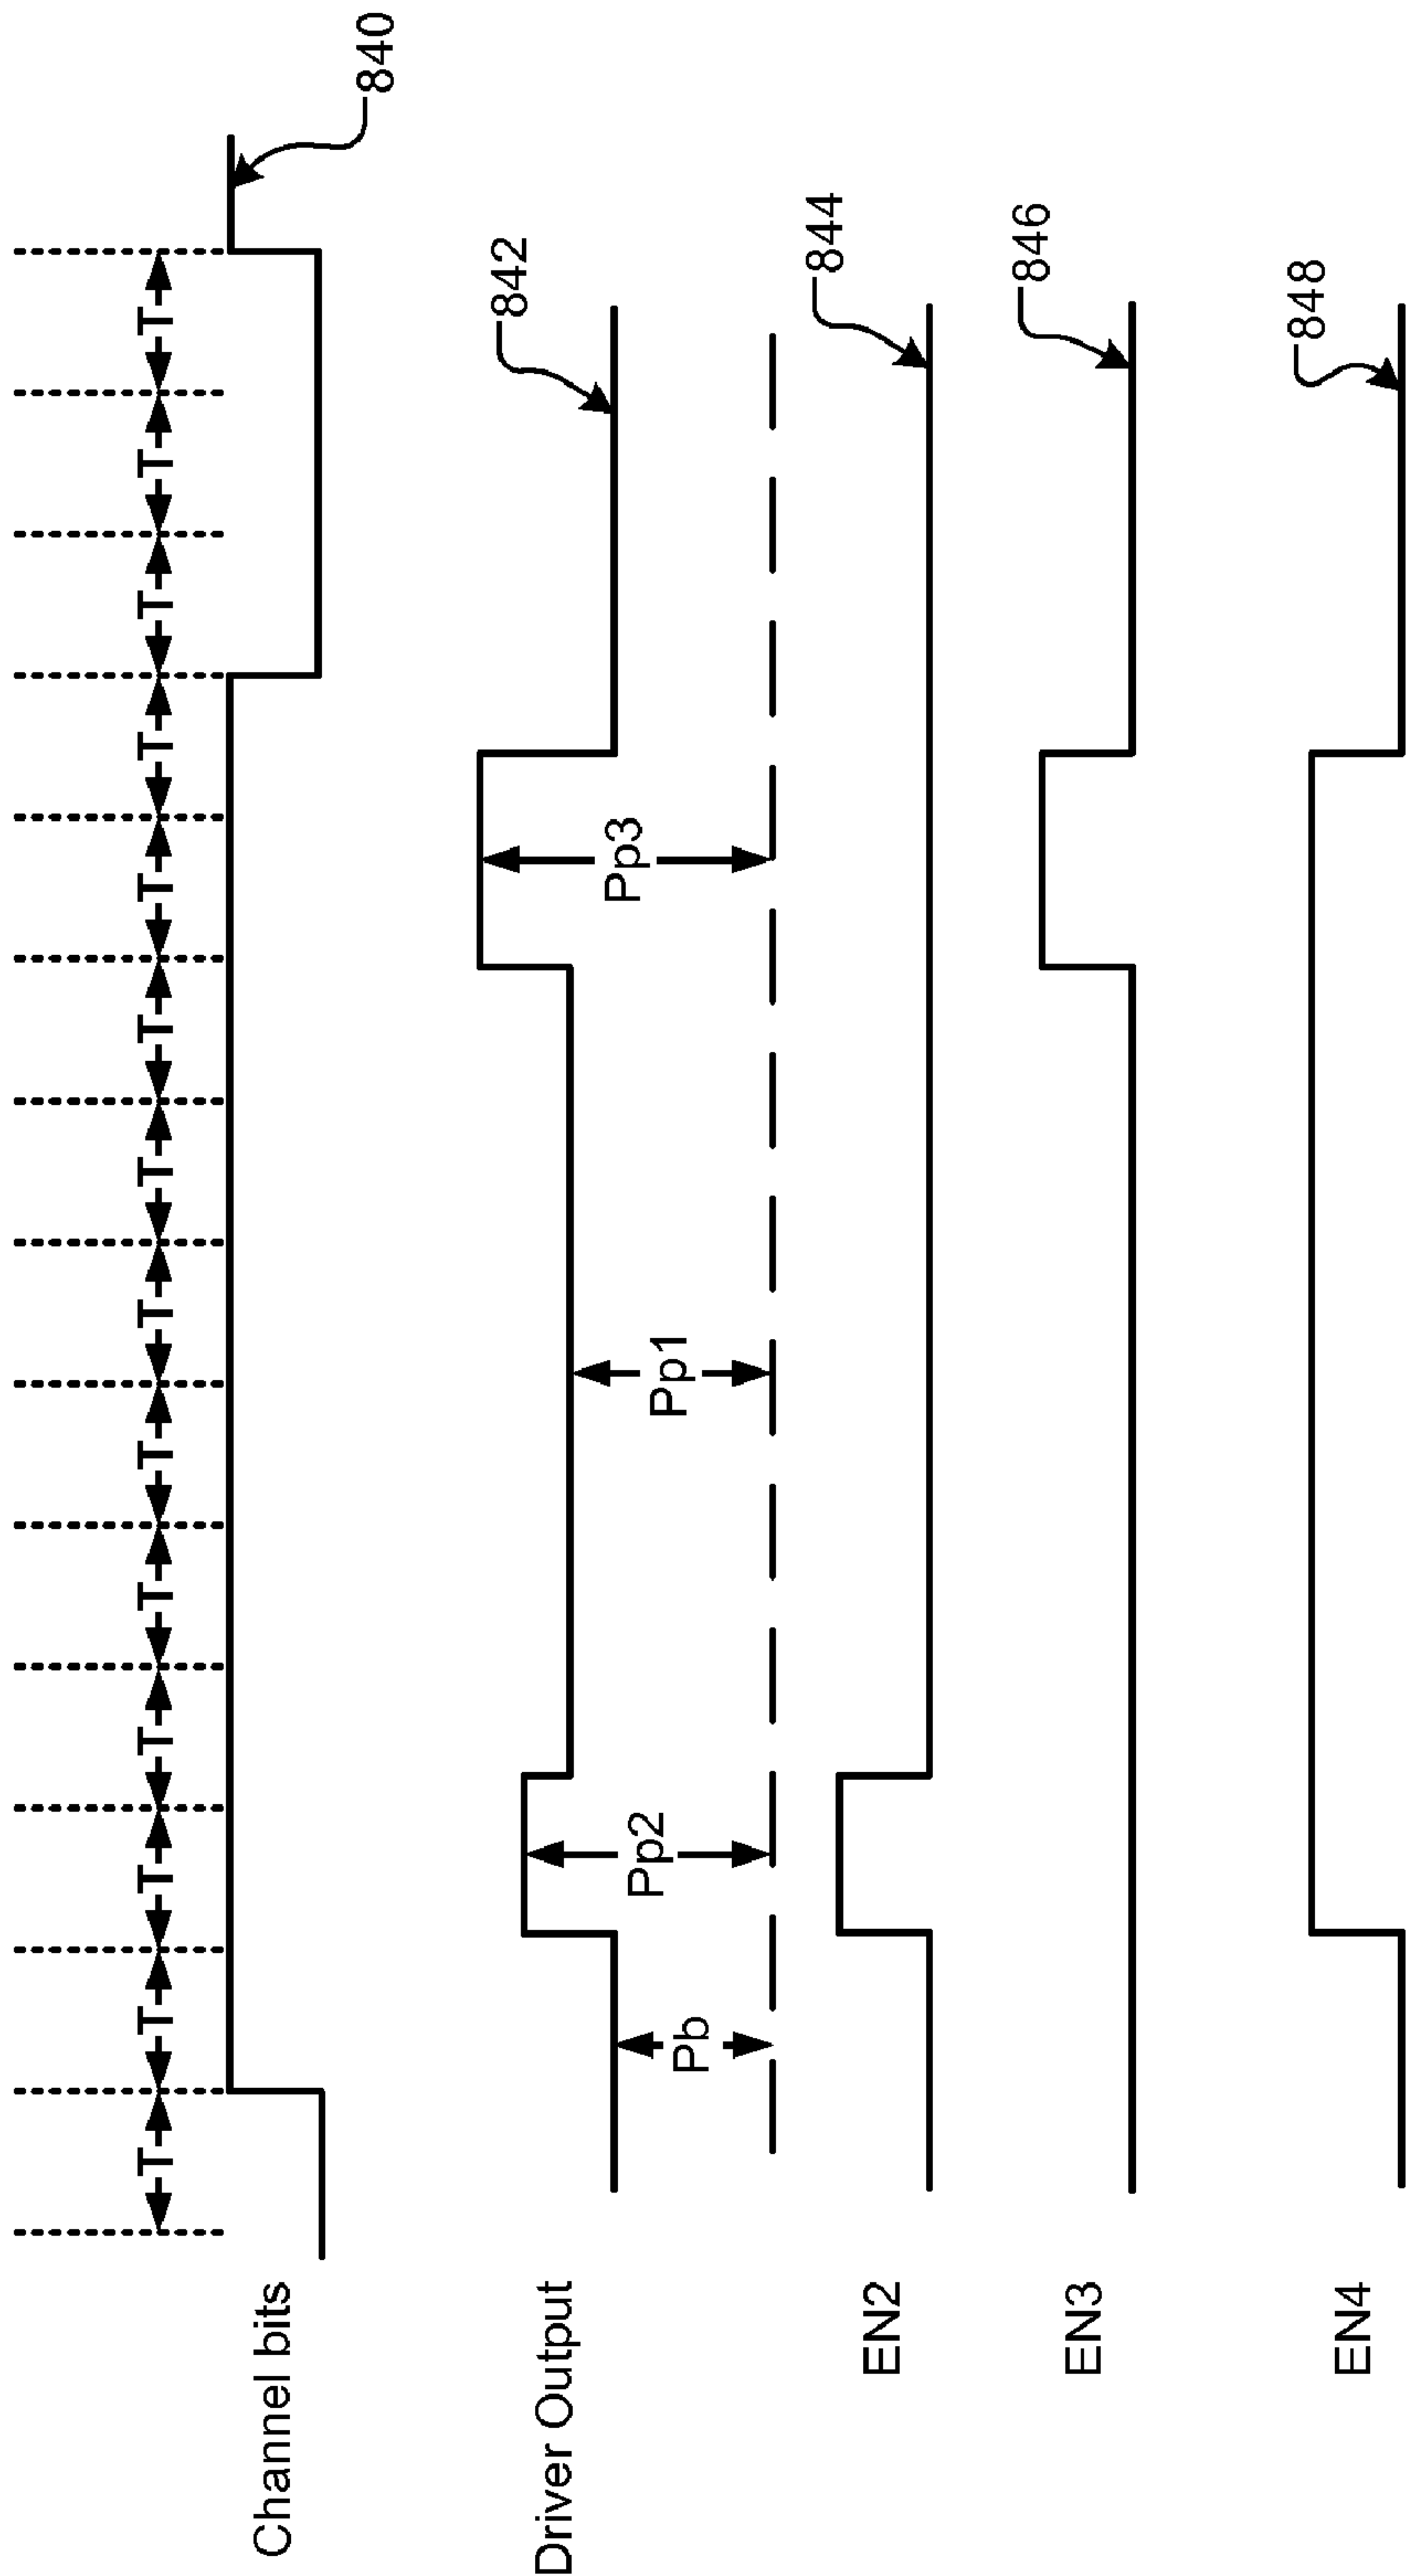 T T T T T T T T T T T T T T
Channel bits
840
Driver Output
Pb
Pp2
Pp1
Pp3
842
EN2
844
EN3
846
EN4
848